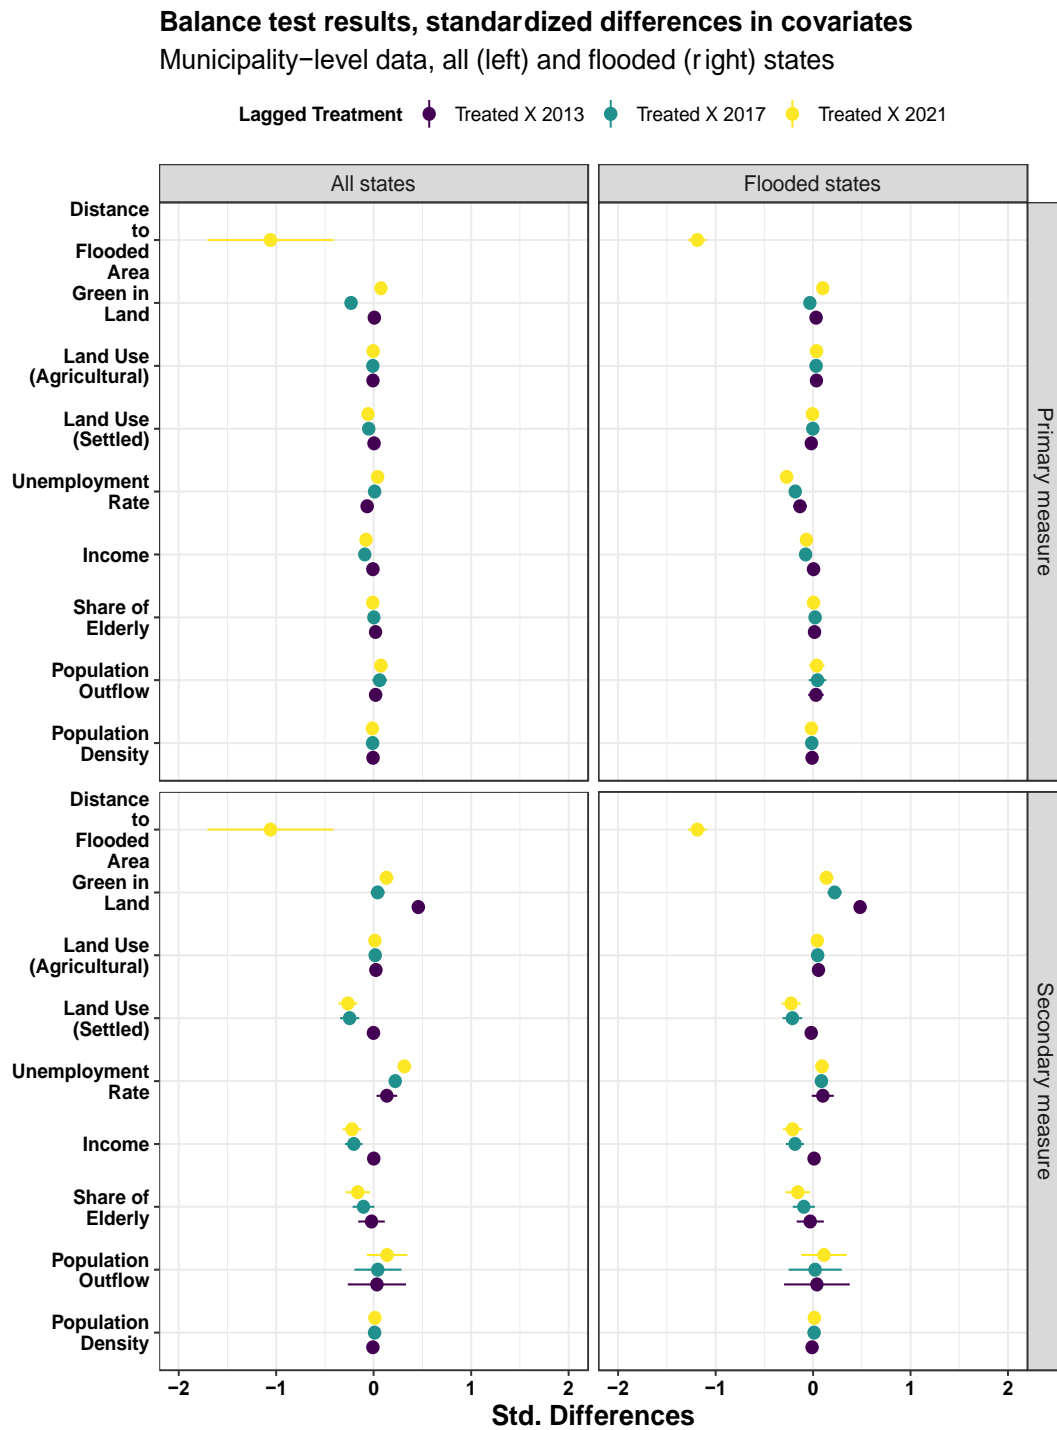 Balance test results, standardized differences in covariates
Municipality−level data, all (left) and flooded (right) states
Lagged Treatment Treated X 2013 Treated X 2017 Treated X 2021
All states
Flooded states
Distance
to
Flooded
Area
Green in
Land
Land Use
(Agricultural)
Land Use
(Settled)
Unemployment
Rate
Income
Share of
Elderly
Population
Outflow
Population
Density
Primary measure
Distance
to
Flooded
Area
Green in
Land
Land Use
(Agricultural)
Land Use
(Settled)
Unemployment
Rate
Income
Share of
Elderly
Population
Outflow
Population
Density
Secondary measure
−2 −1 0 1 2
−2 −1 0 1 2
Std. Differences